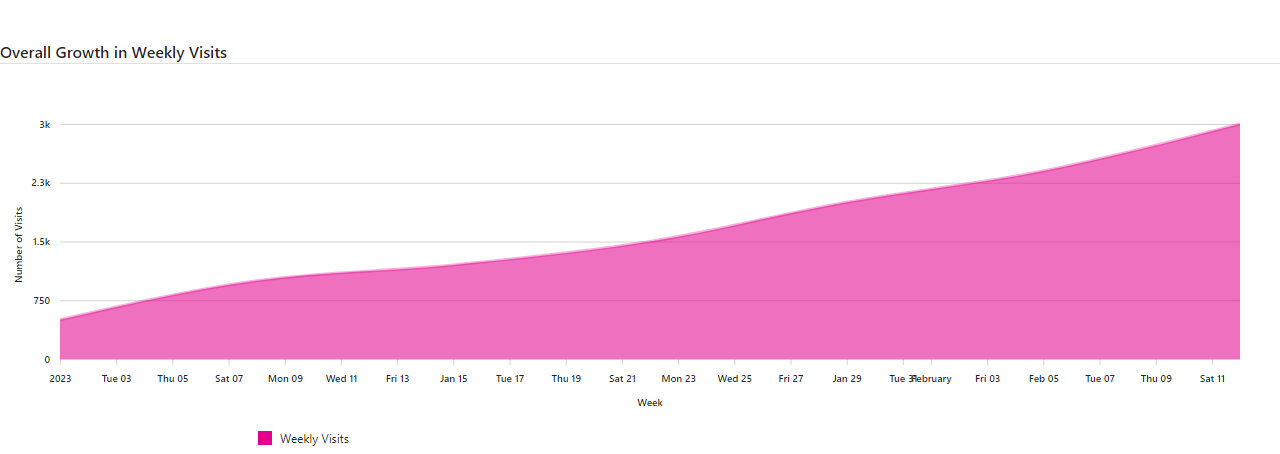 Overall Growth in Weekly Visits
3k
2.3k
1.5k
750
0
Number of Visits
2023 Tue 03 Thu 05 Sat 07 Mon 09 Wed 11 Fri 13 Jan 15 Tue 17 Thu 19 Sat 21 Mon 23 Wed 25 Fri 27 Jan 29 Tue 31 February Fri 03 Feb 05 Tue 07 Thu 09 Sat 11
Week
Weekly Visits